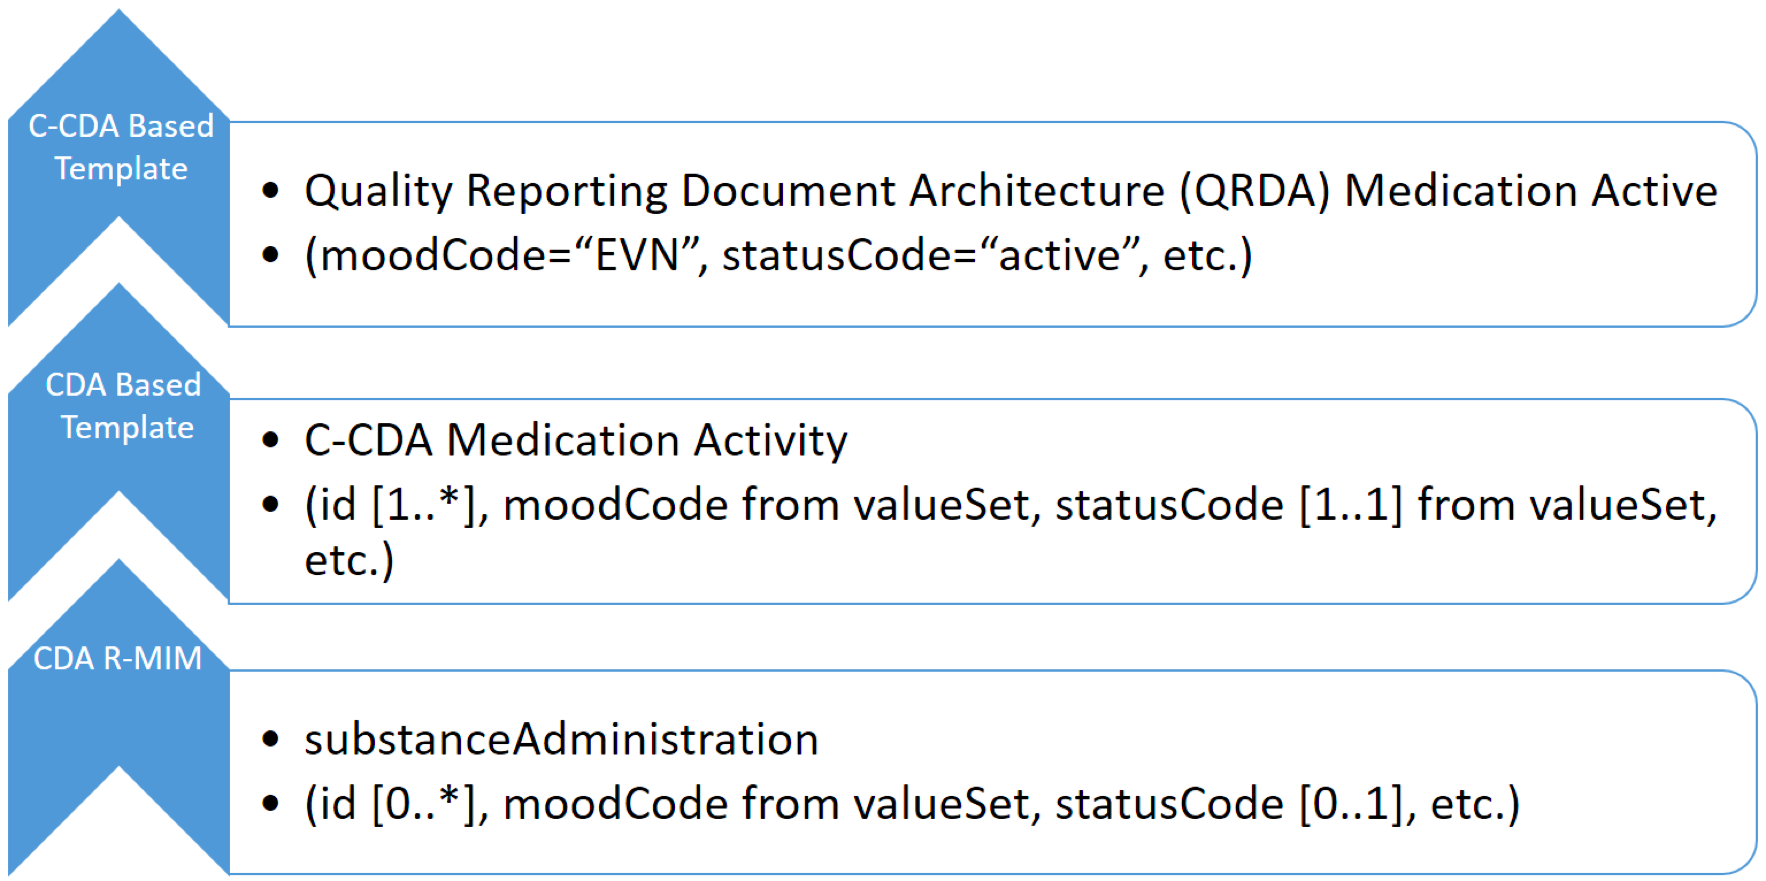 C-CDA Based
Template
• Quality Reporting Document Architecture (QRDA) Medication Active
• (moodCode=“EVN”, statusCode=“active”, etc.)
CDA Based
Template
• C-CDA Medication Activity
• (id [1..*], moodCode from valueSet, statusCode [1..1] from valueSet,
etc.)
CDA R-MIM
• substanceAdministration
• (id [0..*], moodCode from valueSet, statusCode [0..1], etc.)